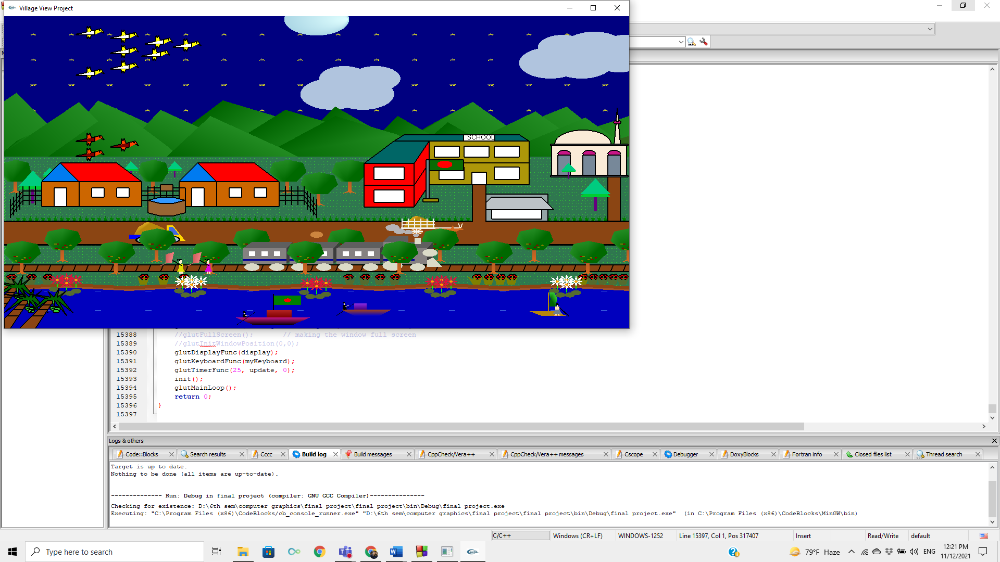 Village View Project
SCHOOL
15388 //glutFullScreen(); // making the window full screen
15389 //glutInitWindowPosition(0,0);
15390 glutDisplayFunc(display);
15391 glutKeyboardFunc(myKeyboard);
15392 glutTimerFunc(25, update, 0);
15393 init();
15394 glutMainLoop();
15395 return 0;
15396 }
15397
Logs & others
Code::Blocks Search results Cccc Build log Build messages CppCheck/Vera++ CppCheck/Vera++ messages Cscope Debugger DoxyBlocks Fortran info Closed files list Thread search
Target is up to date.
Nothing to be done (all items are up-to-date).
-------------- Run: Debug in final project (compiler: GNU GCC Compiler)---------------
Checking for existence: D:\6th sem\computer graphics\final project\final project\bin\Debug\final project.exe
Executing: "C:\Program Files (x86)\CodeBlocks/cb_console_runner.exe" "D:\6th sem\computer graphics\final project\final project\bin\Debug\final project.exe" (in C:\Program Files (x86)\CodeBlocks\MinGW\bin)
C/C++ Windows (CR+LF) WINDOWS-1252 Line 15397, Col 1, Pos 317407 Insert Read/Write default
Type here to search
79°F Haze ENG 12:21 PM
11/12/2021